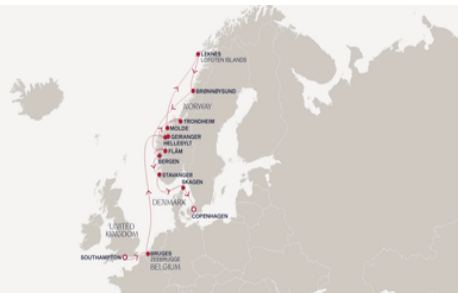 LEKNES
LOFOTEN ISLANDS
BRØNNØYSUND
NORWAY
TRONDHEIM
MOLDE
GEIRANGER
HELLESYLT
FLÅM
BERGEN
STAVANGER
SKAGEN
DENMARK
COPENHAGEN
UNITED
KINGDOM
SOUTHAMPTON
BRUGES
ZEEBRUGGE
BELGIUM